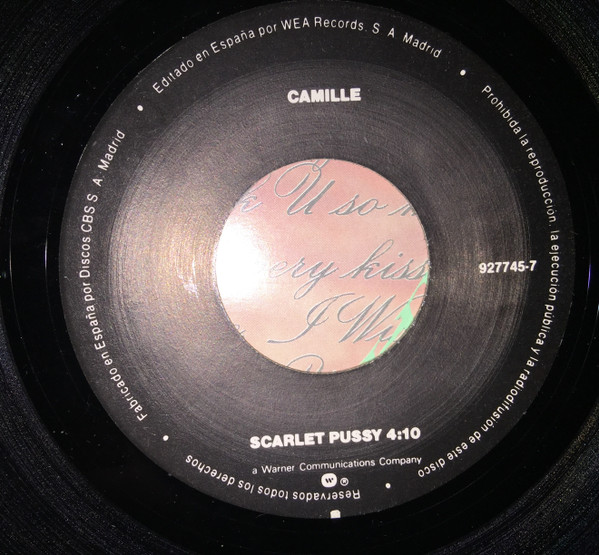 CAMILLE
927745-7
SCARLET PUSSY 4:10
a Warner Communications Company
W ®
Fabricado en España por Discos CBS S. A. Madrid • Editado en España por WEA Records, S. A. Madrid • Prohibida la reproducción, la ejecución pública y la radiodifusión de este disco • Reservados todos los derechos •
U so
very kiss
I Wi